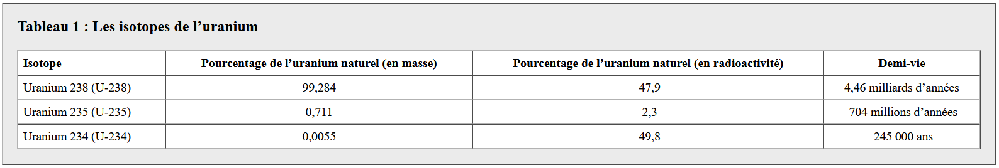 Tableau 1 : Les isotopes de l’uranium
Isotope Pourcentage de l’uranium naturel (en masse) Pourcentage de l’uranium naturel (en radioactivité) Demi-vie
Uranium 238 (U-238) 99,284 47,9 4,46 milliards d’années
Uranium 235 (U-235) 0,711 2,3 704 millions d’années
Uranium 234 (U-234) 0,0055 49,8 245 000 ans